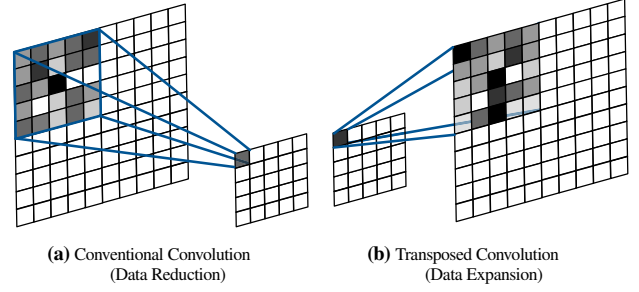 (a) Conventional Convolution
(Data Reduction)
(b) Transposed Convolution
(Data Expansion)